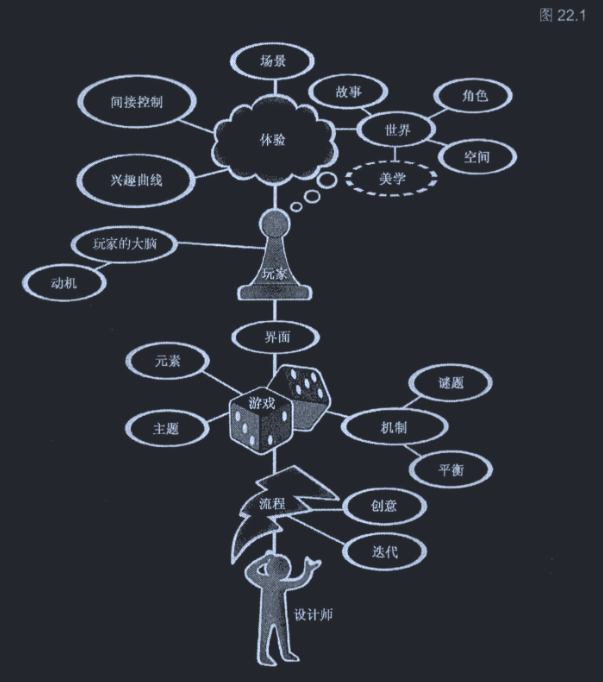 图 22.1
场景
间接控制
故事
角色
体验
世界
空间
兴趣曲线
美学
玩家的大脑
玩家
动机
界面
元素
谜题
游戏
主题
机制
平衡
流程
创意
迭代
设计师